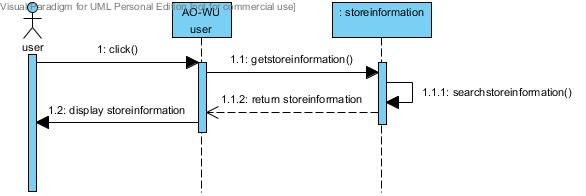 Visual Paradigm for UML Personal Edition [not for commercial use]
AO-WU
user
: storeinformation
user
1: click()
1.1: getstoreinformation()
1.1.1: searchstoreinformation()
1.1.2: return storeinformation
1.2: display storeinformation